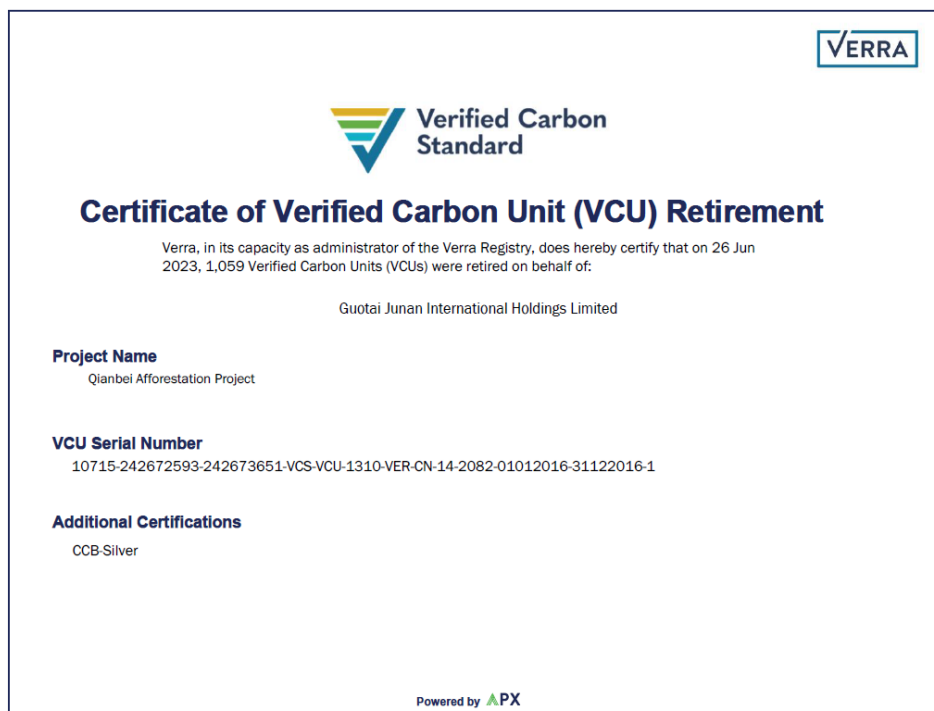 VERRA
Verified Carbon
Standard
Certificate of Verified Carbon Unit (VCU) Retirement
Verra, in its capacity as administrator of the Verra Registry, does hereby certify that on 26 Jun
2023, 1,059 Verified Carbon Units (VCUs) were retired on behalf of:
Guotai Junan International Holdings Limited
Project Name
Qianbei Afforestation Project
VCU Serial Number
10715-242672593-242673651-VCS-VCU-1310-VER-CN-14-2082-01012016-31122016-1
Additional Certifications
CCB-Silver
Powered by APX